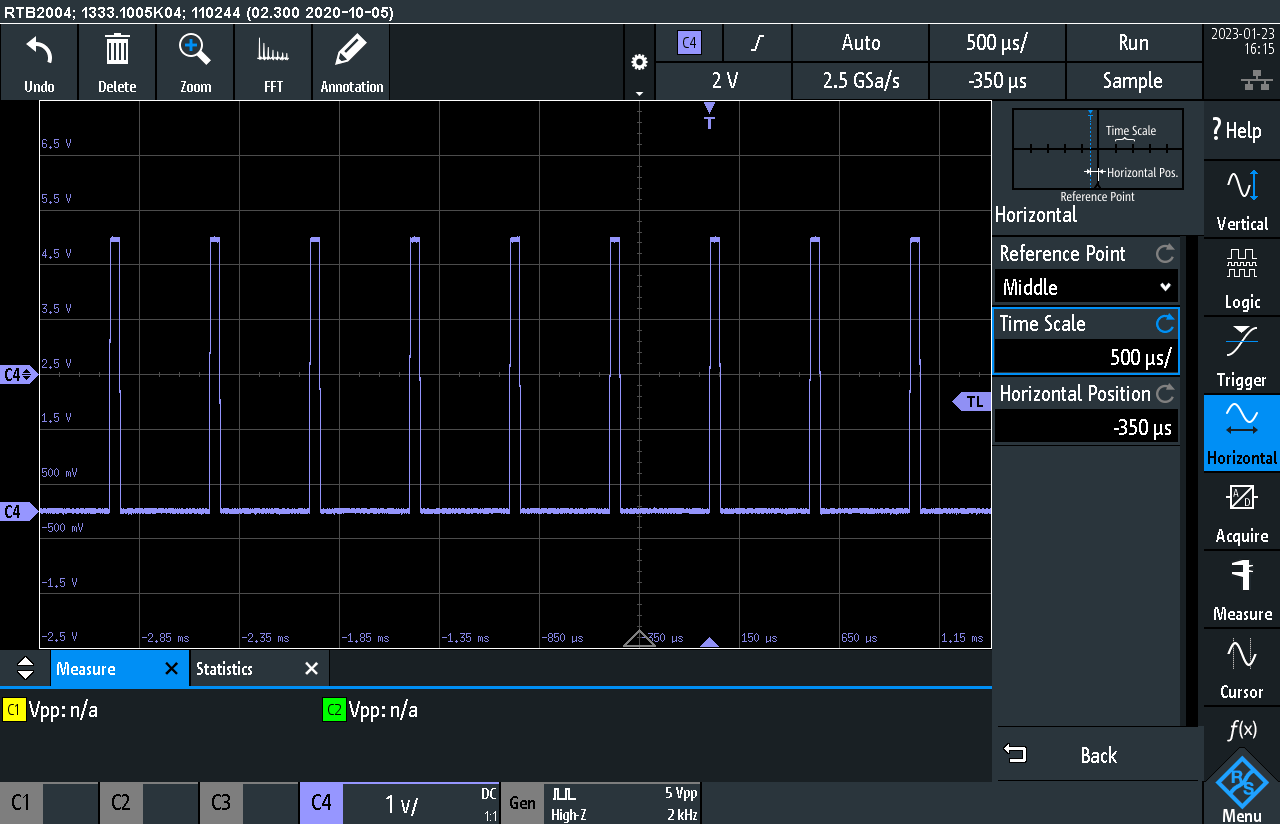 RTB2004; 1333.1005K04; 110244 (02.300 2020-10-05)
Undo
Delete
Zoom
FFT
Annotation
C4
Auto
500 µs/
Run
2 V
2.5 GSa/s
-350 µs
Sample
2023-01-23
16:15
T
6.5 V
5.5 V
4.5 V
3.5 V
2.5 V
1.5 V
500 mV
-500 mV
-1.5 V
-2.5 V
C4
C4
TL
-2.85 ms
-2.35 ms
-1.85 ms
-1.35 ms
-850 µs
350 µs
150 µs
650 µs
1.15 ms
Time Scale
Horizontal Pos.
Reference Point
Horizontal
Reference Point
Middle
Time Scale
500 µs/
Horizontal Position
-350 µs
Back
? Help
Vertical
Logic
Trigger
Horizontal
A/D
Acquire
Measure
Cursor
f(x)
R/S
Menu
Measure
Statistics
C1 Vpp: n/a
C2 Vpp: n/a
C1
C2
C3
C4
1 V/
DC
1:1
Gen
High-Z
5 Vpp
2 kHz